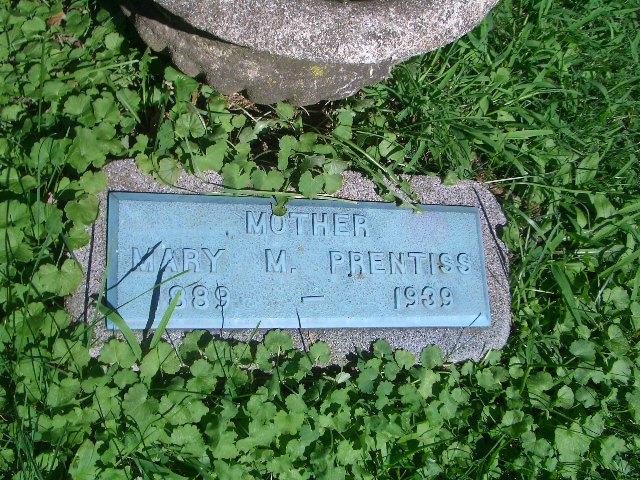 MOTHER
MARY M. PRENTISS
1889 – 1939